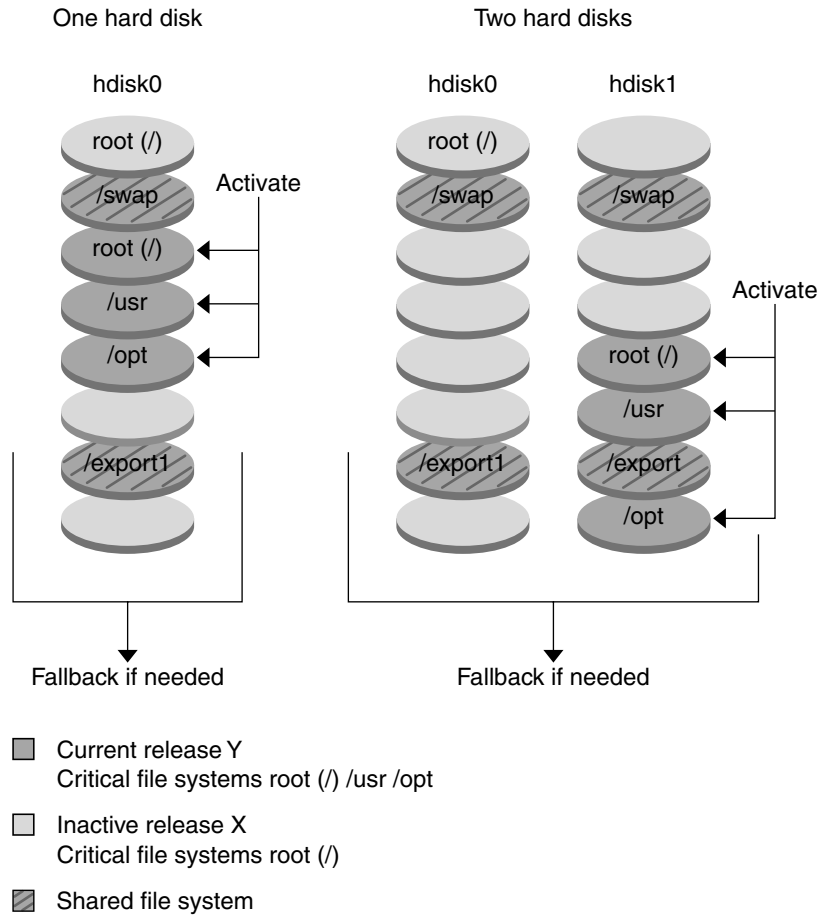 One hard disk
Two hard disks
hdisk0
root (/)
/swap
root (/)
/usr
/opt
/export1
Activate
Fallback if needed
hdisk0
hdisk1
root (/)
/swap
/export1
/swap
root (/)
/usr
/export
/opt
Activate
Fallback if needed
Current release Y
Critical file systems root (/) /usr /opt
Inactive release X
Critical file systems root (/)
Shared file system